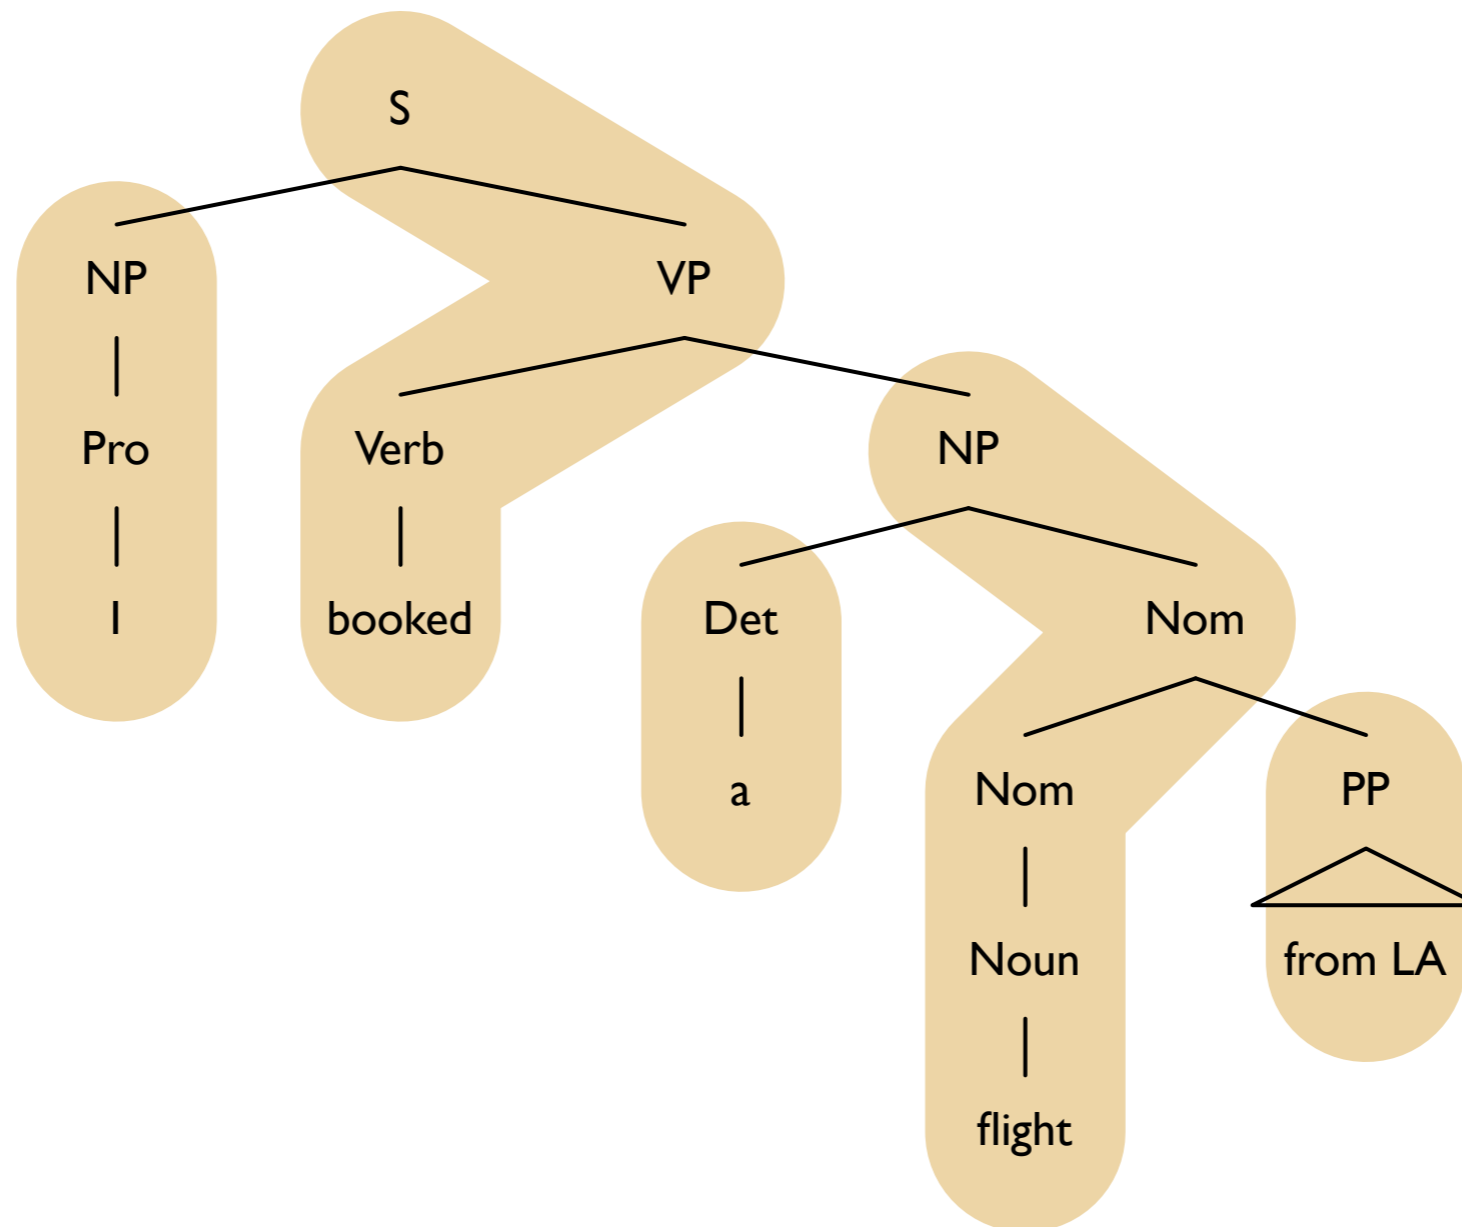 S
NP VP
Pro Verb NP
I booked Det Nom
a Nom PP
Noun from LA
flight